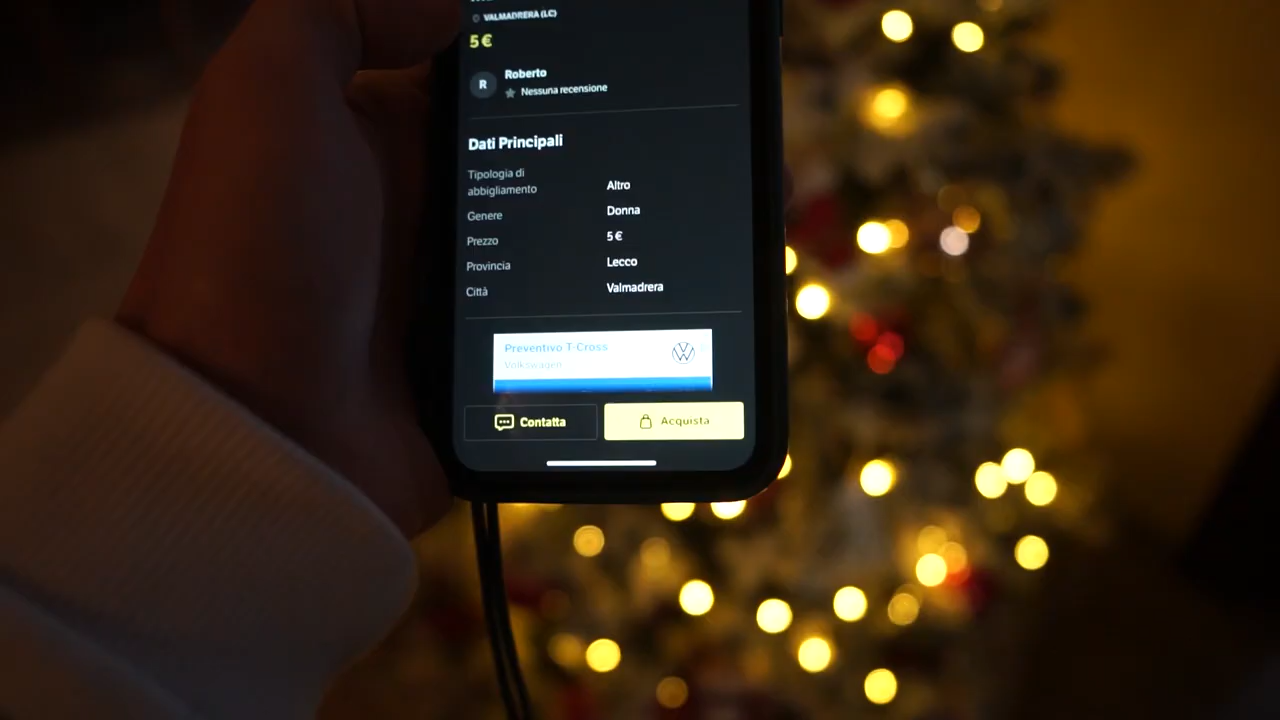 VALMADRERA (LC)
5 €
R
Roberto
Nessuna recensione
Dati Principali
Tipologia di
abbigliamento
Altro
Genere
Donna
Prezzo
5 €
Provincia
Lecco
Città
Valmadrera
Preventivo T-Cross
Volkswagen
Contatta
Acquista